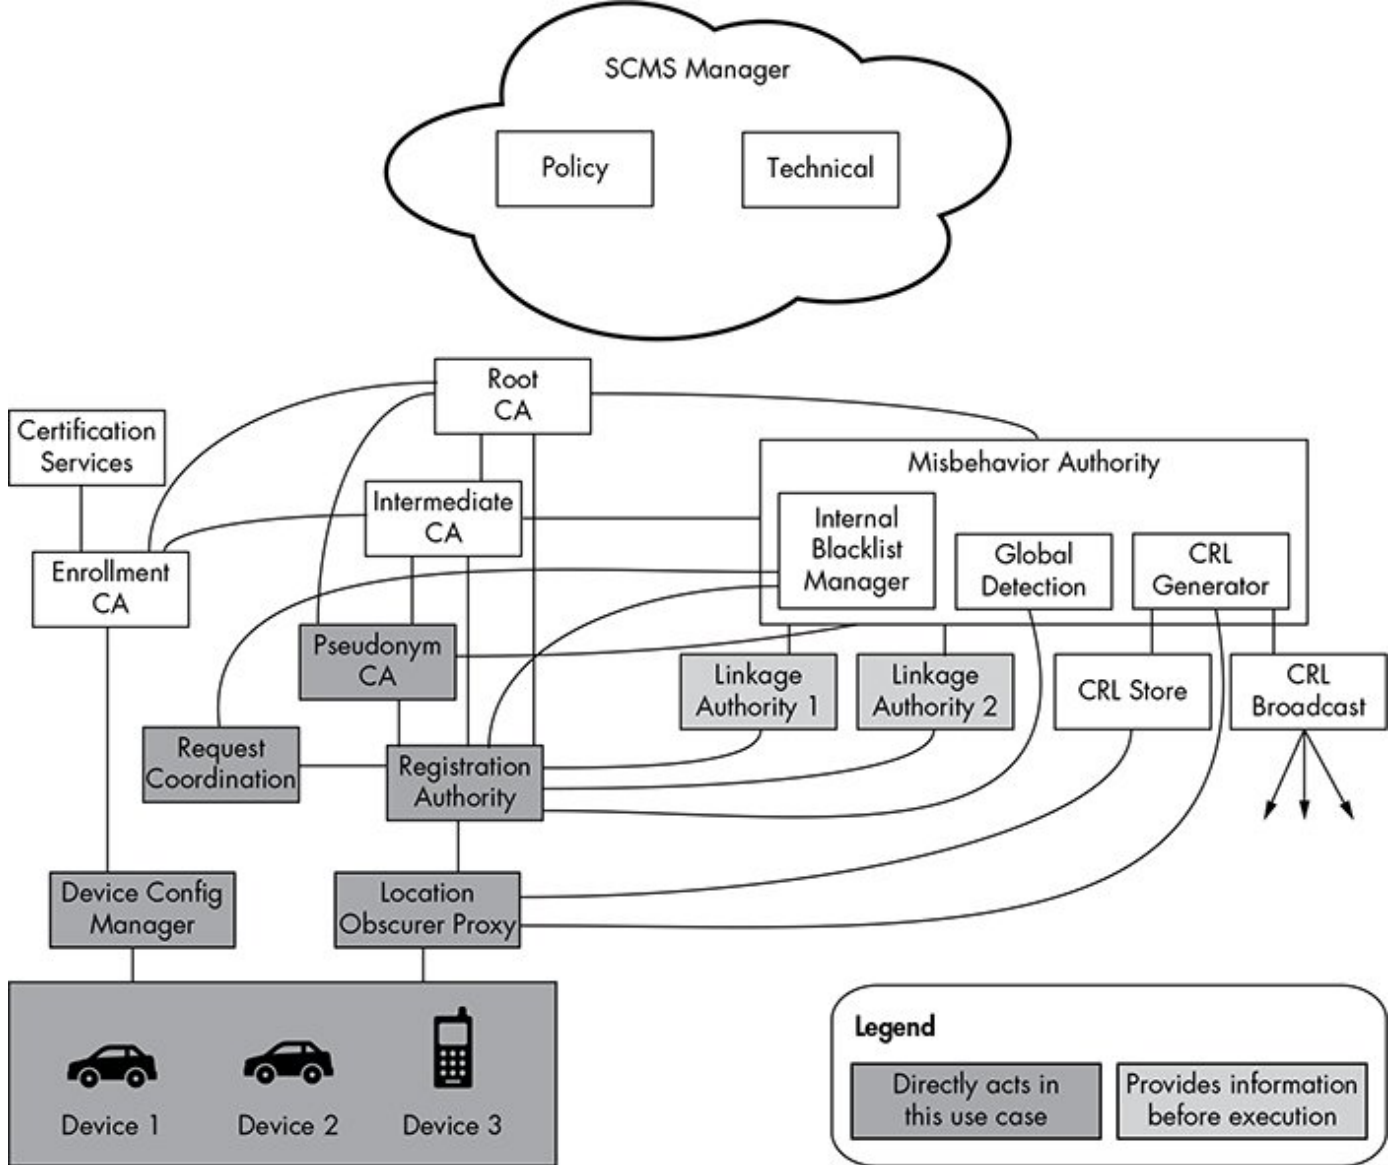 SCMS Manager
Policy
Technical
Root
CA
Certification
Services
Misbehavior Authority
Intermediate
CA
Internal
Blacklist
Manager
Global
Detection
CRL
Generator
Enrollment
CA
Pseudonym
CA
Linkage
Authority 1
Linkage
Authority 2
CRL Store
CRL
Broadcast
Request
Coordination
Registration
Authority
Device Config
Manager
Location
Obscurer Proxy
Device 1
Device 2
Device 3
Legend
Directly acts in
this use case
Provides information
before execution